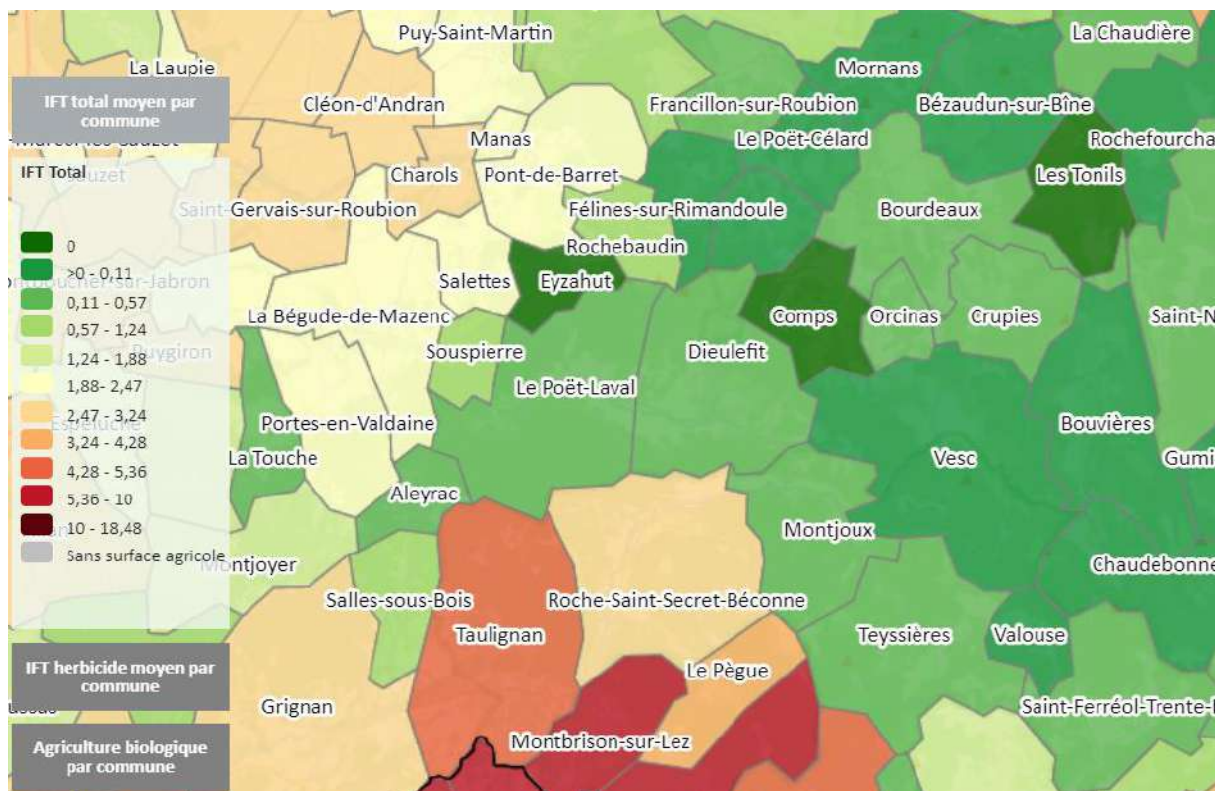 Puy-Saint-Martin
La Chaudière
La Laupie
Mornans
IFT total moyen par
commune
Cléon-d'Andran
Francillon-sur-Roubion
Bézaudun-sur-Bîne
Manas
Le Poët-Célard
Rochefourcha
IFT Total
Charols
Pont-de-Barret
Les Tonils
Saint-Gervais-sur-Roubion
Félines-sur-Rimandoule
Bourdeaux
0
Rochebaudin
>0 - 0,11
Salettes
Eyzahut
0,11 - 0,57
La Bégude-de-Mazenc
Comps
Orcinas
Crupies
Saint-N
0,57 - 1,24
Puygiron
Souspierre
Dieulefit
1,24 - 1,88
1,88- 2,47
Le Poët-Laval
2,47 - 3,24
Espeluche
Portes-en-Valdaine
Bouvières
3,24 - 4,28
La Touche
Vesc
Gumi
4,28 - 5,36
5,36 - 10
Aleyrac
10 - 18,48
Montjoux
Sans surface agricole
Montjoyer
Chaudebonne
Salles-sous-Bois
Roche-Saint-Secret-Béconne
Taulignan
Teyssières
Valouse
IFT herbicide moyen par
commune
Le Pègue
Grignan
Saint-Ferréol-Trente-
Agriculture biologique
par commune
Montbrison-sur-Lez